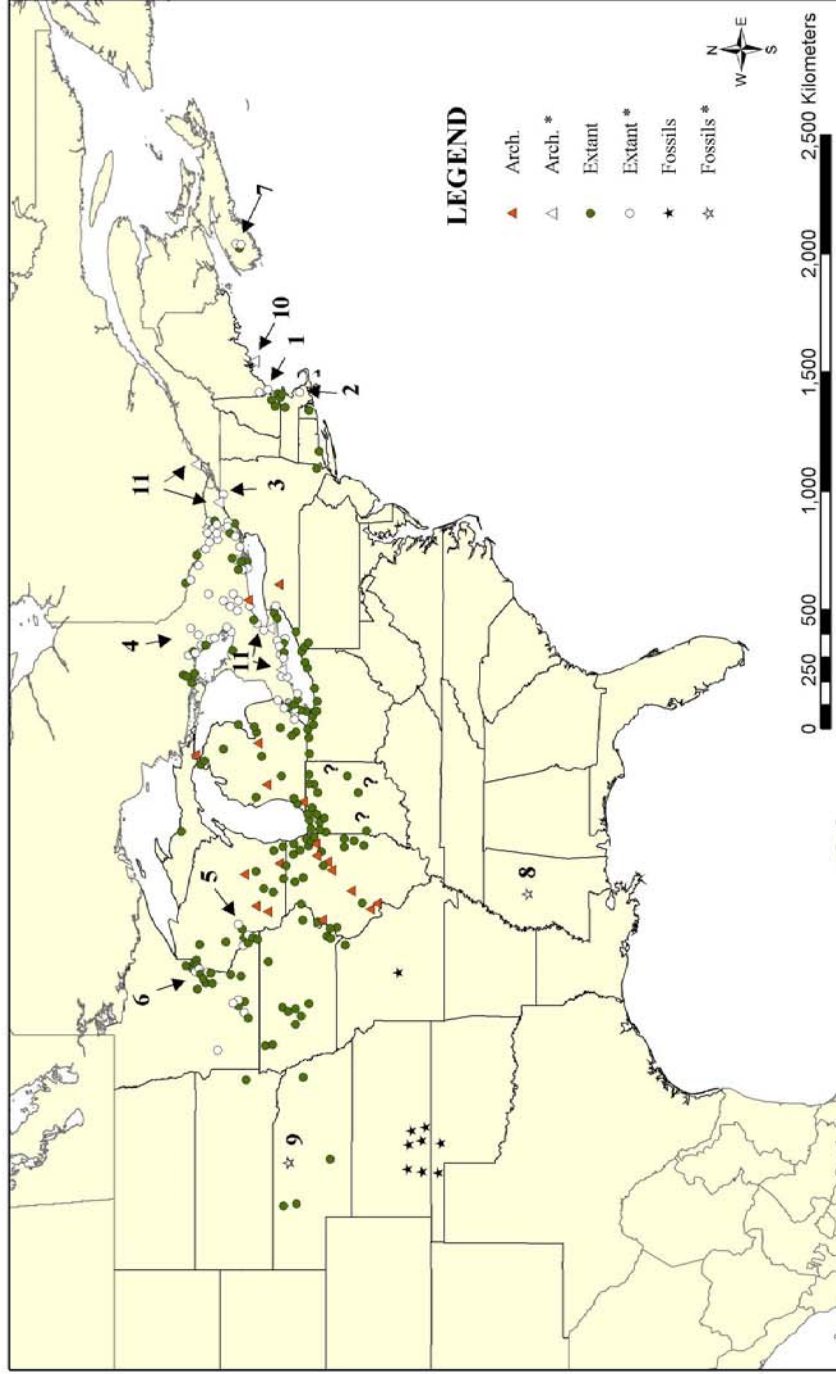 11
4
3
11
7
10
1
2
5
6
?
?
?
9
8
LEGEND
Arch.
Arch. *
Extant
Extant *
Fossils
Fossils *
N
W E
S
0 250 500 1,000 1,500 2,000 2,500 Kilometers